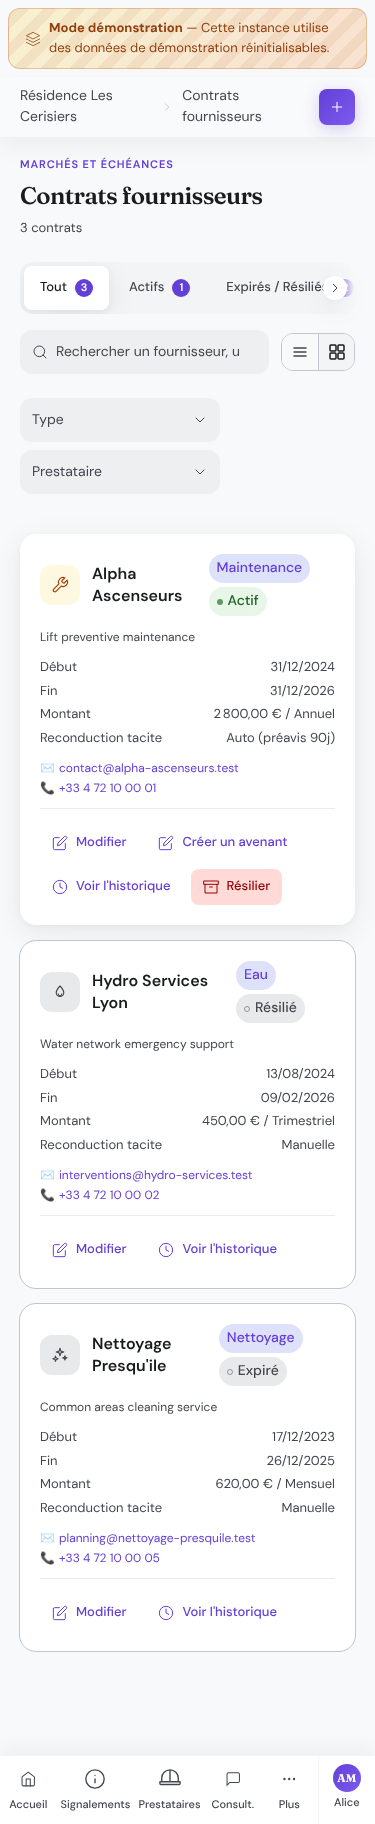 Mode démonstration — Cette instance utilise
des données de démonstration réinitialisables.
Résidence Les
Cerisiers
Contrats
fournisseurs
MARCHÉS ET ÉCHÉANCES
Contrats fournisseurs
3 contrats
Tout 3
Actifs 1
Expirés / Résiliés
Rechercher un fournisseur, u
Type
Prestataire
Alpha
Ascenseurs
Maintenance
Actif
Lift preventive maintenance
Début 31/12/2024
Fin 31/12/2026
Montant 2 800,00 € / Annuel
Reconduction tacite Auto (préavis 90j)
contact@alpha-ascenseurs.test
+33 4 72 10 00 01
Modifier
Créer un avenant
Voir l'historique
Résilier
Hydro Services
Lyon
Eau
Résilié
Water network emergency support
Début 13/08/2024
Fin 09/02/2026
Montant 450,00 € / Trimestriel
Reconduction tacite Manuelle
interventions@hydro-services.test
+33 4 72 10 00 02
Modifier
Voir l'historique
Nettoyage
Presqu'ile
Nettoyage
Expiré
Common areas cleaning service
Début 17/12/2023
Fin 26/12/2025
Montant 620,00 € / Mensuel
Reconduction tacite Manuelle
planning@nettoyage-presquile.test
+33 4 72 10 00 05
Modifier
Voir l'historique
Accueil
Signalements
Prestataires
Consult.
Plus
AM
Alice